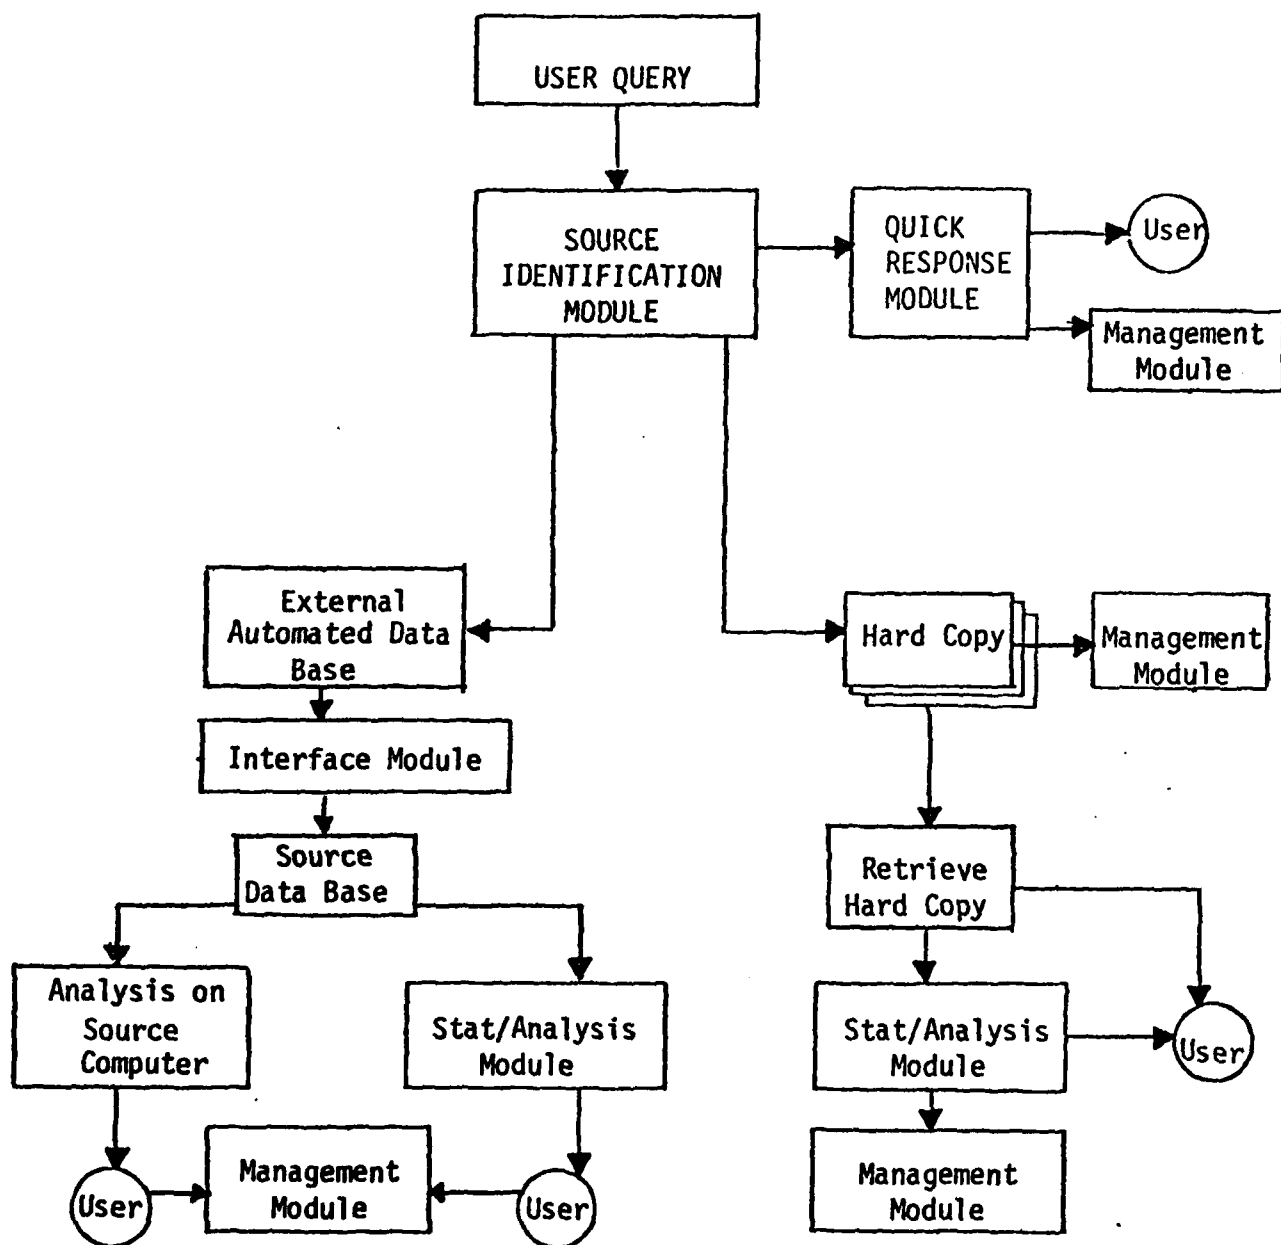 USER QUERY
SOURCE
IDENTIFICATION
MODULE
QUICK
RESPONSE
MODULE
User
Management
Module
External
Automated Data
Base
Hard Copy
Management
Module
Interface Module
Source
Data Base
Retrieve
Hard Copy
Analysis on
Source
Computer
Stat/Analysis
Module
Stat/Analysis
Module
User
User
Management
Module
User
Management
Module